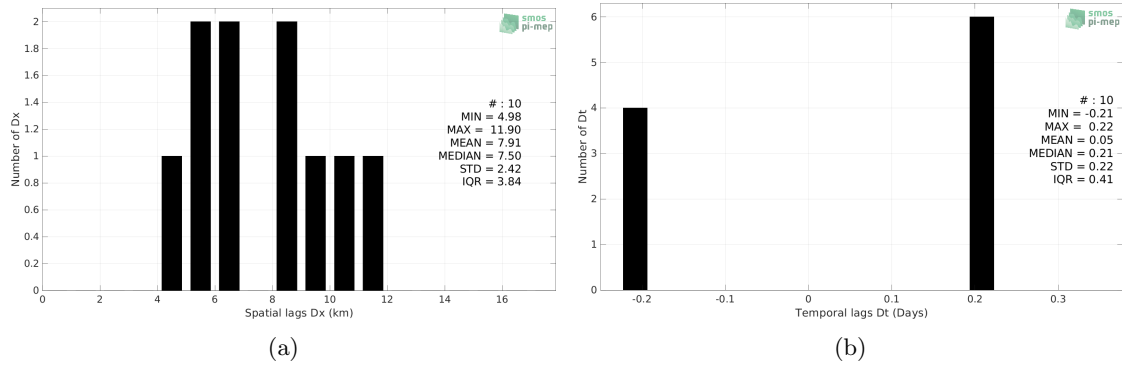 smos
pi-mep
2
1.8
1.6
1.4
1.2
1
0.8
0.6
0.4
0.2
0
Number of Dx
# : 10
MIN = 4.98
MAX = 11.90
MEAN = 7.91
MEDIAN = 7.50
STD = 2.42
IQR = 3.84
0 2 4 6 8 10 12 14 16
Spatial lags Dx (km)
(a)
smos
pi-mep
6
5
4
3
2
1
0
Number of Dt
# : 10
MIN = -0.21
MAX = 0.22
MEAN = 0.05
MEDIAN = 0.21
STD = 0.22
IQR = 0.41
-0.2 -0.1 0 0.1 0.2 0.3
Temporal lags Dt (Days)
(b)